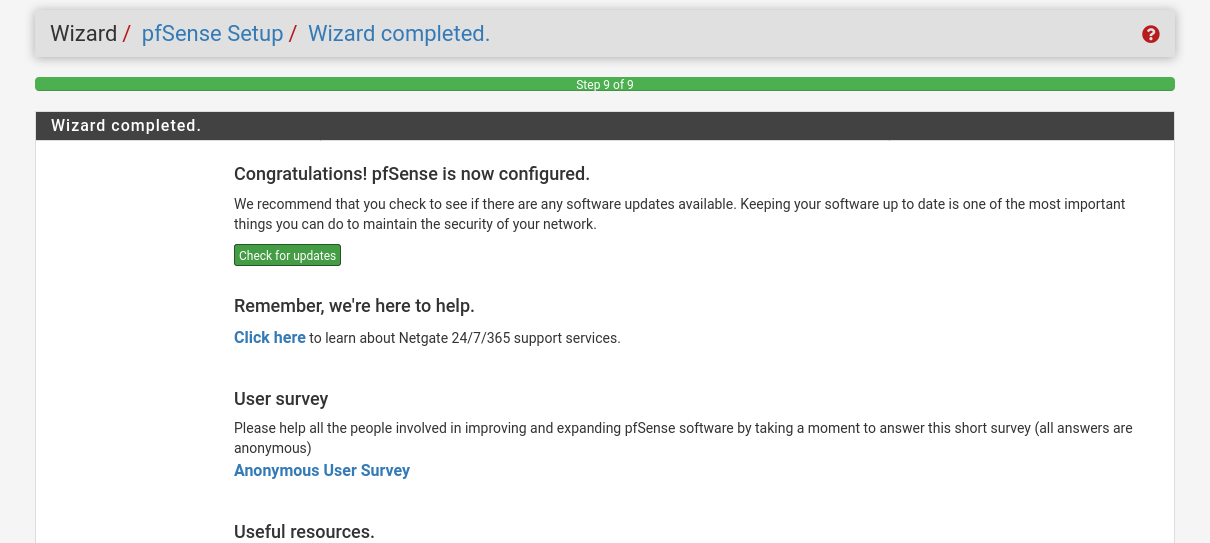 Wizard / pfSense Setup / Wizard completed.
Step 9 of 9
Wizard completed.
Congratulations! pfSense is now configured.
We recommend that you check to see if there are any software updates available. Keeping your software up to date is one of the most important
things you can do to maintain the security of your network.
Check for updates
Remember, we're here to help.
Click here to learn about Netgate 24/7/365 support services.
User survey
Please help all the people involved in improving and expanding pfSense software by taking a moment to answer this short survey (all answers are
anonymous)
Anonymous User Survey
Useful resources.